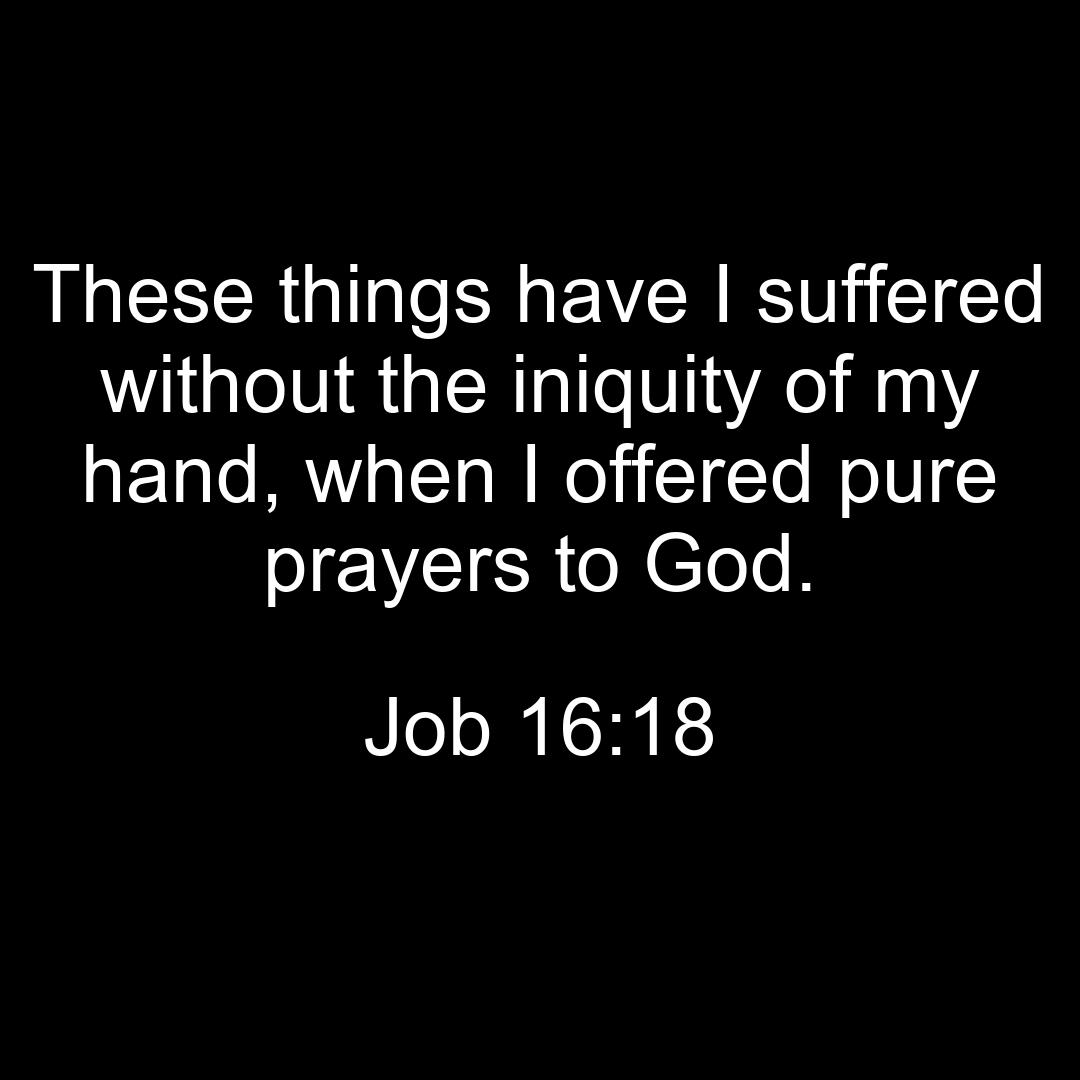 These things have I suffered
without the iniquity of my
hand, when I offered pure
prayers to God.
Job 16:18